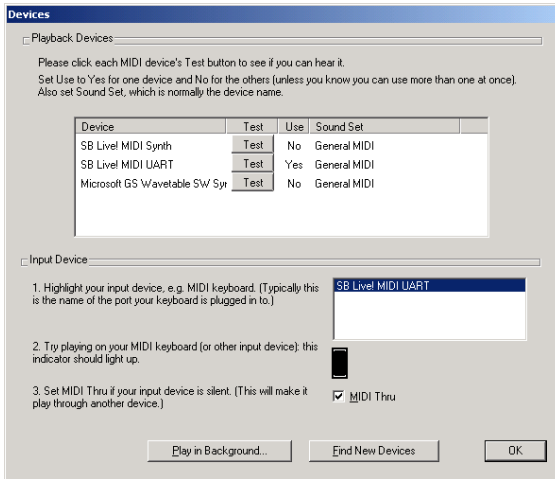 Devices
Playback Devices
Please click each MIDI device's Test button to see if you can hear it.
Set Use to Yes for one device and No for the others (unless you know you can use more than one at once).
Also set Sound Set, which is normally the device name.
Device Test Use Sound Set
SB Live! MIDI Synth Test No General MIDI
SB Live! MIDI UART Test Yes General MIDI
Microsoft GS Wavetable SW Syr Test No General MIDI
Input Device
1. Highlight your input device, e.g. MIDI keyboard. (Typically this
is the name of the port your keyboard is plugged in to.)
SB Live! MIDI UART
2. Try playing on your MIDI keyboard (or other input device): this
indicator should light up.
3. Set MIDI Thru if your input device is silent. (This will make it
play through another device.)
MIDI Thru
Play in Background... Find New Devices OK